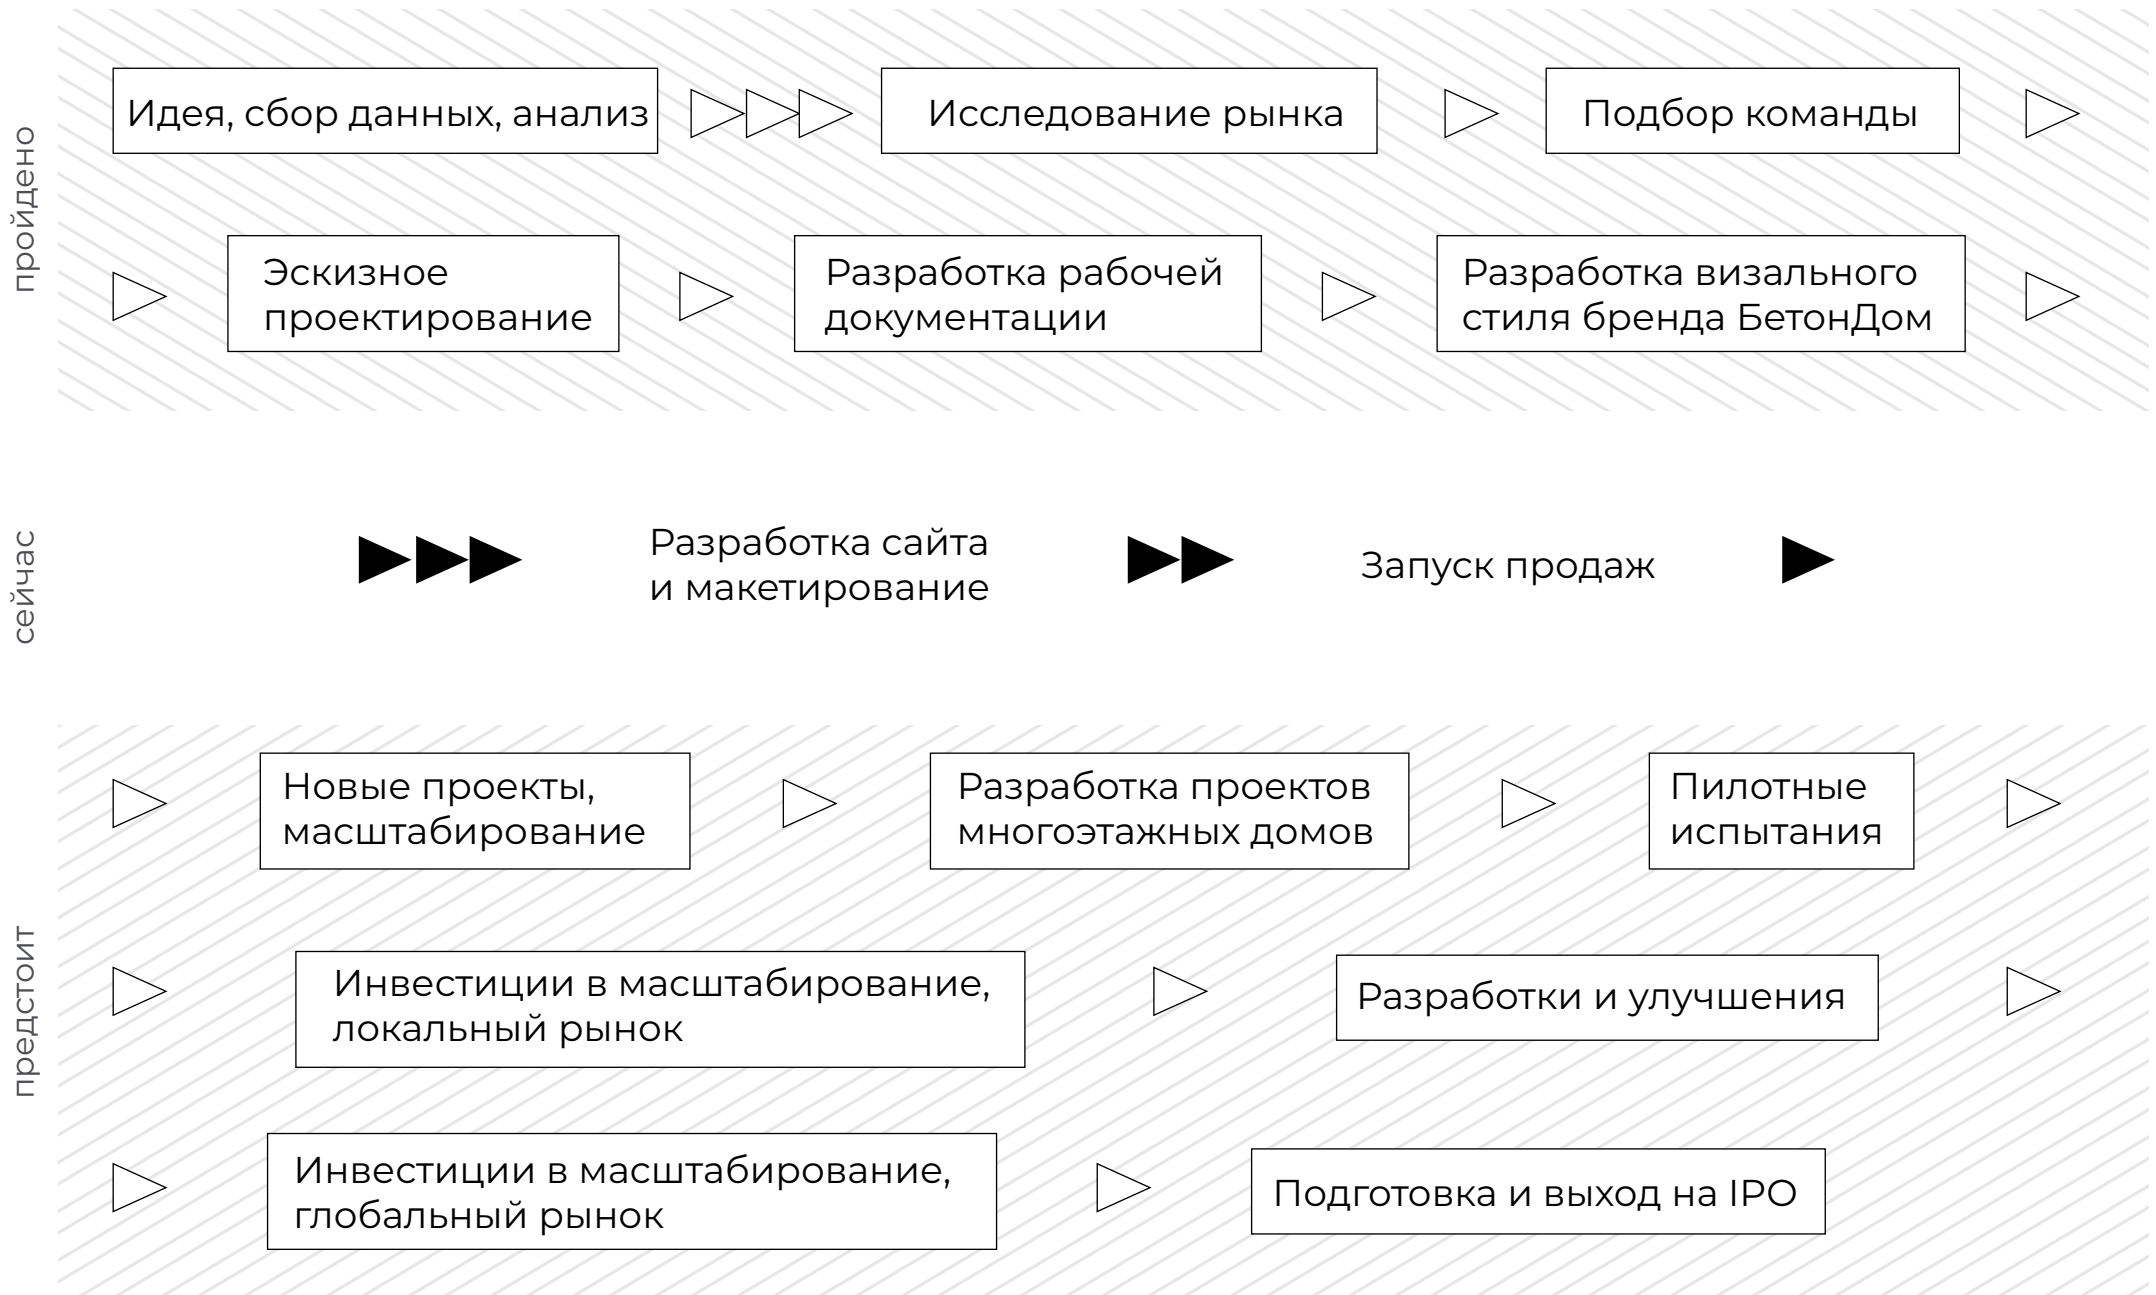 пройдено
Идея, сбор данных, анализ
Исследование рынка
Подбор команды
Эскизное
проектирование
Разработка рабочей
документации
Разработка визального
стиля бренда БетонДом
сейчас
Разработка сайта
и макетирование
Запуск продаж
предстоит
Новые проекты,
масштабирование
Разработка проектов
многоэтажных домов
Пилотные
испытания
Инвестиции в масштабирование,
локальный рынок
Разработки и улучшения
Инвестиции в масштабирование,
глобальный рынок
Подготовка и выход на IPO